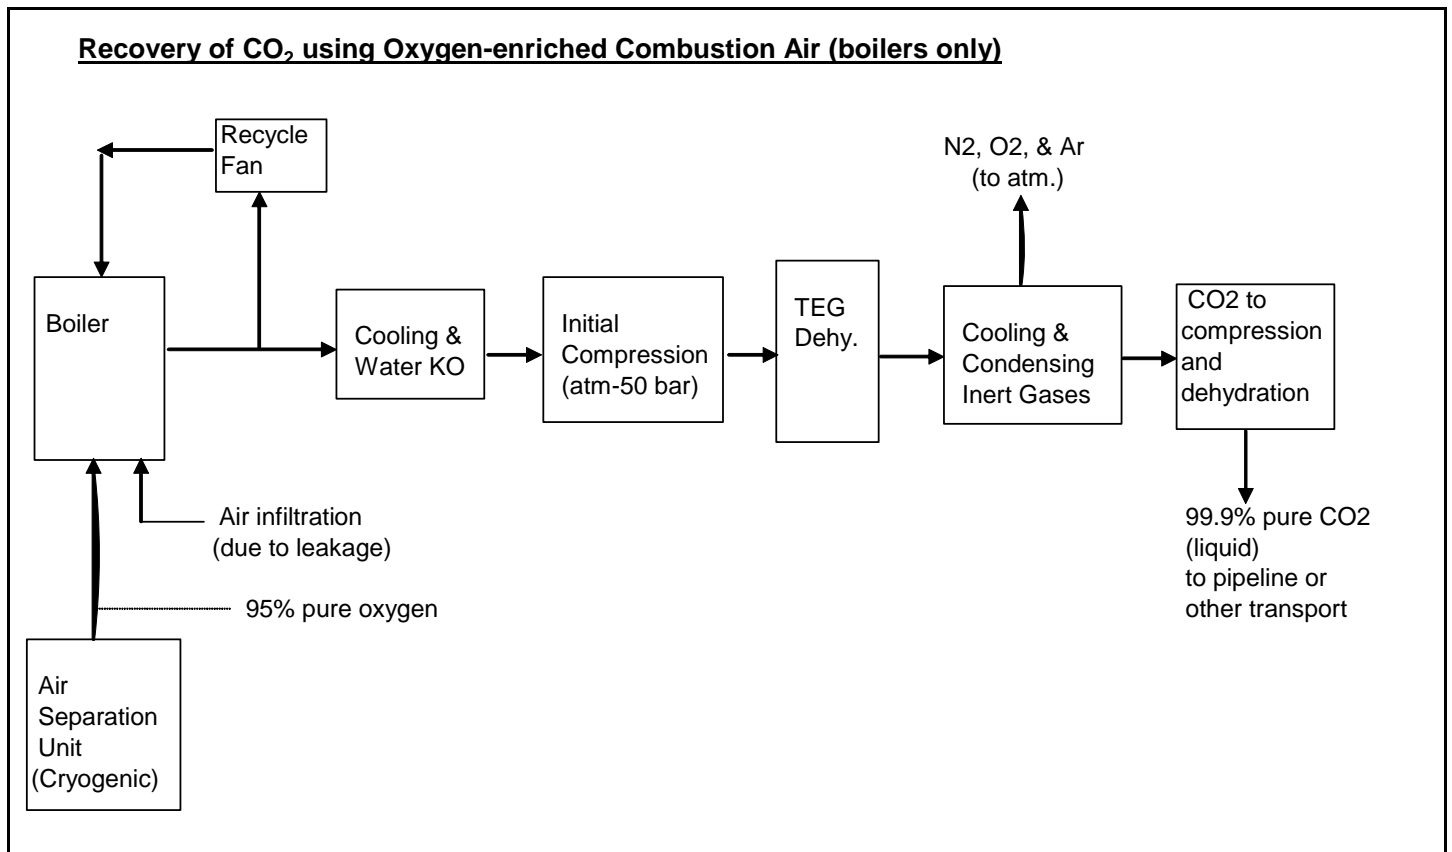 Recovery of CO₂ using Oxygen-enriched Combustion Air (boilers only)
Recycle
Fan
N2, O2, & Ar
(to atm.)
Boiler
Cooling &
Water KO
Initial
Compression
(atm-50 bar)
TEG
Dehy.
Cooling &
Condensing
Inert Gases
CO2 to
compression
and
dehydration
Air infiltration
(due to leakage)
99.9% pure CO2
(liquid)
to pipeline or
other transport
95% pure oxygen
Air
Separation
Unit
(Cryogenic)